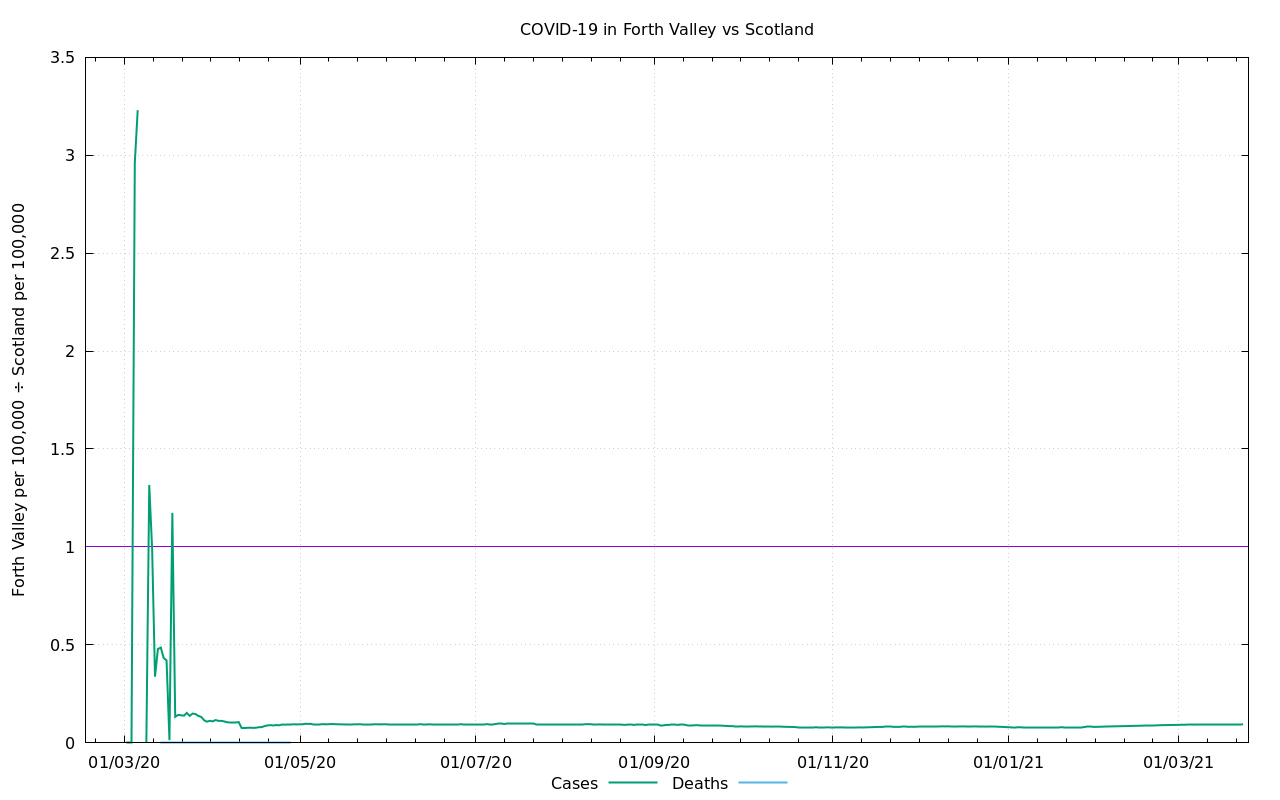 COVID-19 in Forth Valley vs Scotland
Forth Valley per 100,000 ÷ Scotland per 100,000
3.5
3
2.5
2
1.5
1
0.5
0
01/03/20 01/05/20 01/07/20 01/09/20 01/11/20 01/01/21 01/03/21
Cases Deaths